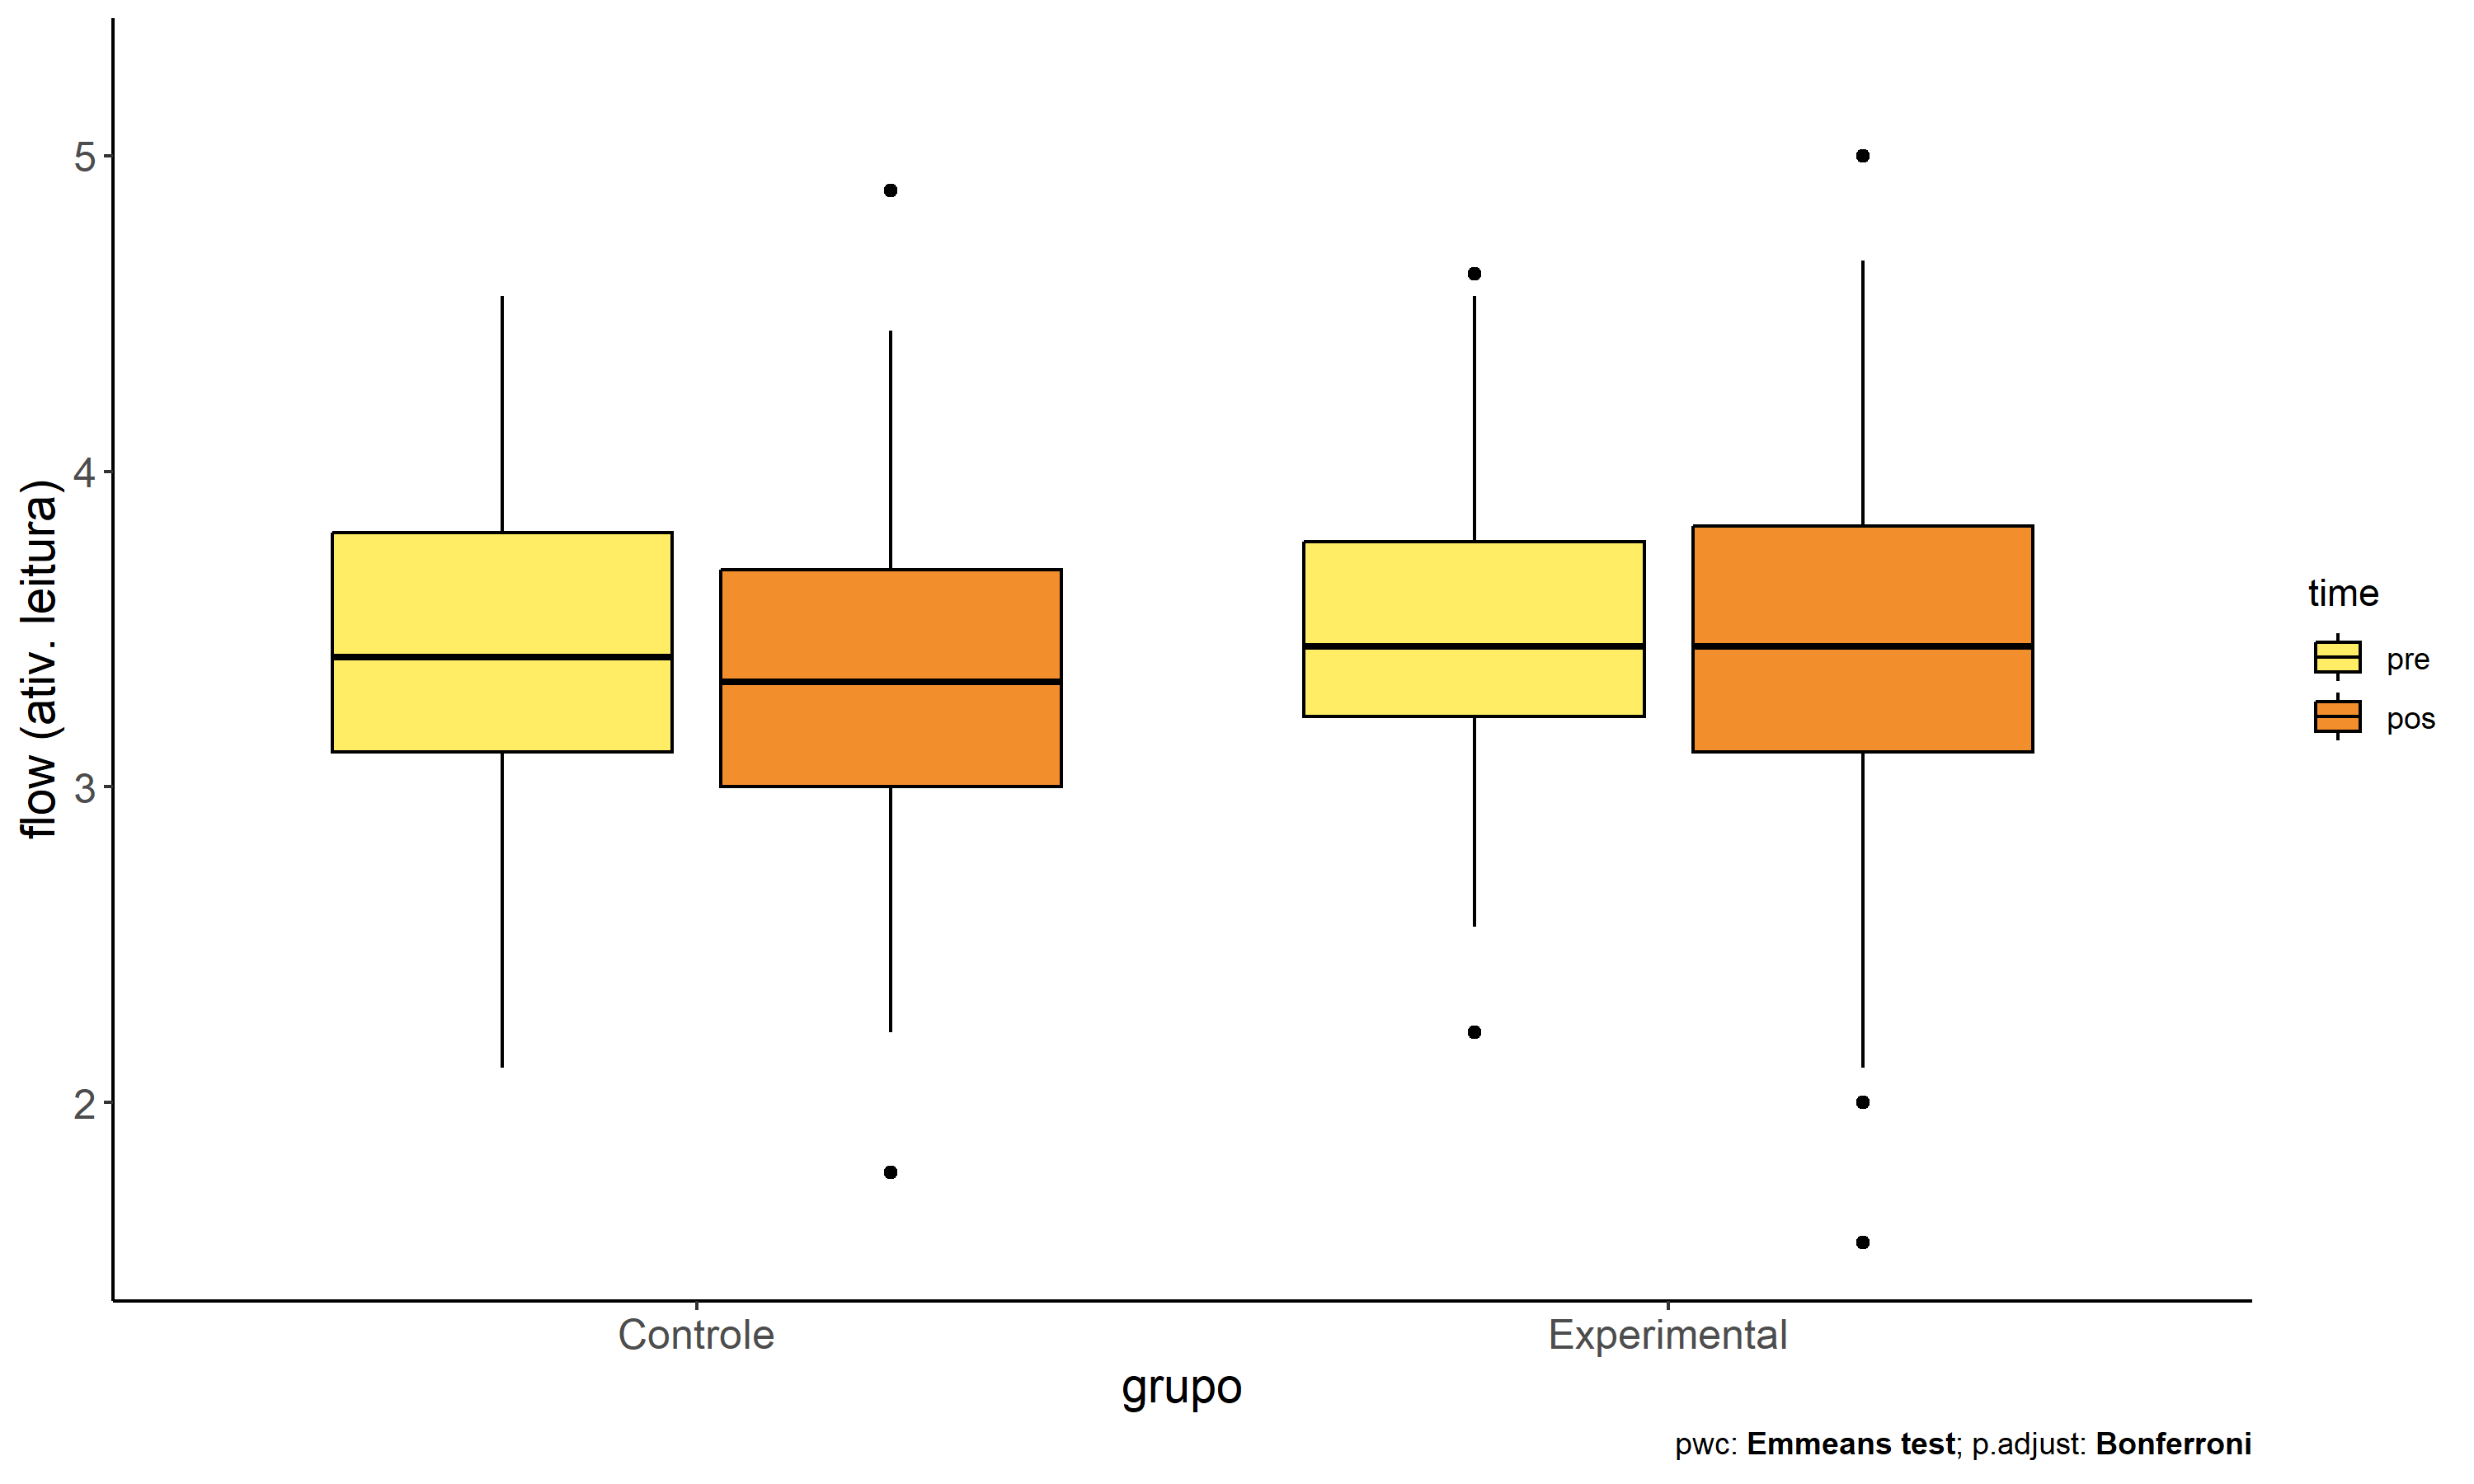 flow (ativ. leitura)
5
4
3
2
Controle
Experimental
grupo
time
pre
pos
pwc: Emmeans test; p.adjust: Bonferroni